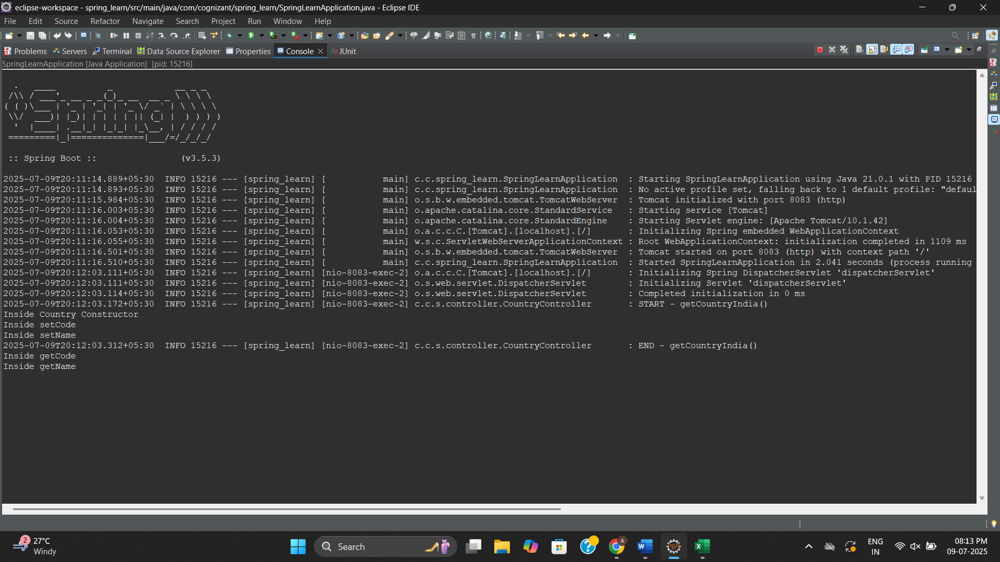 eclipse-workspace - spring_learn/src/main/java/com/cognizant/spring_learn/SpringLearnApplication.java - Eclipse IDE
File Edit Source Refactor Navigate Search Project Run Window Help
Problems Servers Terminal Data Source Explorer Properties Console JUnit
SpringLearnApplication [Java Application] [pid: 15216]
  .   ____          _            __ _ _
 /\\ / ___'_ __ _ _(_)_ __  __ _ \ \ \ \
( ( )\___ | '_ | '_| | '_ \/ _` | \ \ \ \
 \\/  ___)| |_)| | | | | || (_| |  ) ) ) )
  '  |____| .__|_| |_|_| |_\__, | / / / /
 =========|_|==============|___/=/_/_/_/
:: Spring Boot :: (v3.5.3)
2025-07-09T20:11:14.889+05:30 INFO 15216 --- [spring_learn] [ main] c.c.spring_learn.SpringLearnApplication : Starting SpringLearnApplication using Java 21.0.1 with PID 15216
2025-07-09T20:11:14.893+05:30 INFO 15216 --- [spring_learn] [ main] c.c.spring_learn.SpringLearnApplication : No active profile set, falling back to 1 default profile: "defaul
2025-07-09T20:11:15.984+05:30 INFO 15216 --- [spring_learn] [ main] o.s.b.w.embedded.tomcat.TomcatWebServer : Tomcat initialized with port 8083 (http)
2025-07-09T20:11:16.003+05:30 INFO 15216 --- [spring_learn] [ main] o.apache.catalina.core.StandardService : Starting service [Tomcat]
2025-07-09T20:11:16.004+05:30 INFO 15216 --- [spring_learn] [ main] o.apache.catalina.core.StandardEngine : Starting Servlet engine: [Apache Tomcat/10.1.42]
2025-07-09T20:11:16.053+05:30 INFO 15216 --- [spring_learn] [ main] o.a.c.c.C.[Tomcat].[localhost].[/] : Initializing Spring embedded WebApplicationContext
2025-07-09T20:11:16.055+05:30 INFO 15216 --- [spring_learn] [ main] w.s.c.ServletWebServerApplicationContext : Root WebApplicationContext: initialization completed in 1109 ms
2025-07-09T20:11:16.501+05:30 INFO 15216 --- [spring_learn] [ main] o.s.b.w.embedded.tomcat.TomcatWebServer : Tomcat started on port 8083 (http) with context path '/'
2025-07-09T20:11:16.510+05:30 INFO 15216 --- [spring_learn] [ main] c.c.spring_learn.SpringLearnApplication : Started SpringLearnApplication in 2.041 seconds (process running
2025-07-09T20:12:03.111+05:30 INFO 15216 --- [spring_learn] [nio-8083-exec-2] o.a.c.c.C.[Tomcat].[localhost].[/] : Initializing Spring DispatcherServlet 'dispatcherServlet'
2025-07-09T20:12:03.111+05:30 INFO 15216 --- [spring_learn] [nio-8083-exec-2] o.s.web.servlet.DispatcherServlet : Initializing Servlet 'dispatcherServlet'
2025-07-09T20:12:03.114+05:30 INFO 15216 --- [spring_learn] [nio-8083-exec-2] o.s.web.servlet.DispatcherServlet : Completed initialization in 0 ms
2025-07-09T20:12:03.172+05:30 INFO 15216 --- [spring_learn] [nio-8083-exec-2] c.c.s.controller.CountryController : START - getCountryIndia()
Inside Country Constructor
Inside setCode
Inside setName
2025-07-09T20:12:03.312+05:30 INFO 15216 --- [spring_learn] [nio-8083-exec-2] c.c.s.controller.CountryController : END - getCountryIndia()
Inside getCode
Inside getName
2 27°C
Windy
Search
ENG
IN
08:13 PM
09-07-2025